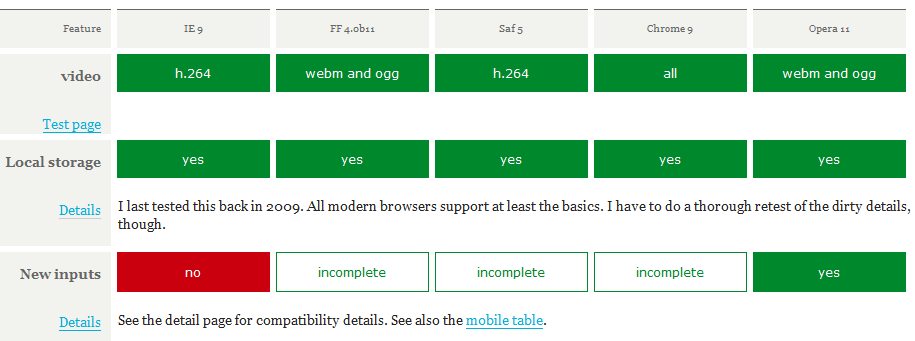 Feature IE 9 FF 4.0b11 Saf 5 Chrome 9 Opera 11
video h.264 webm and ogg h.264 all webm and ogg
Test page
Local storage yes yes yes yes yes
Details I last tested this back in 2009. All modern browsers support at least the basics. I have to do a thorough retest of the dirty details,
though.
New inputs no incomplete incomplete incomplete yes
Details See the detail page for compatibility details. See also the mobile table.